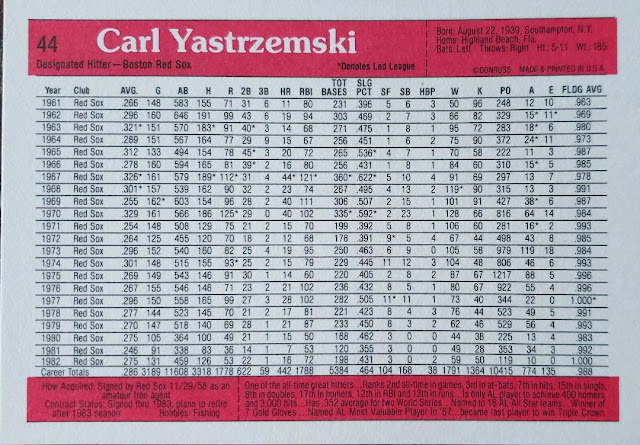 44 Carl Yastrzemski
Designated Hitter—Boston Red Sox *Denotes Led League
Born: August 22, 1939, Southampton, N.Y.
Home: Highland Beach, Fla.
Bats: Left Throws: Right Ht.: 5-11 Wt.: 185
©DONRUSS MADE & PRINTED IN U.S.A.
TOT SLG
Year Club AVG. G AB H R 2B 3B HR RBI BASES PCT. SF SB HBP W K PO A E FLDG AVG
1961 Red Sox .266 148 583 155 71 31 6 11 80 231 .396 5 6 3 50 96 248 12 10 .963
1962 Red Sox .296 160 646 191 99 43 6 19 94 303 .469 2 7 3 66 82 329 15* 11* .969
1963 Red Sox .321* 151 570 183* 91 40* 3 14 68 271 .475 1 8 1 95 72 283 18* 6 .980
1964 Red Sox .289 151 567 164 77 29 9 15 67 256 .451 1 6 2 75 90 372 24* 11 .973
1965 Red Sox .312 133 494 154 78 45* 3 20 72 265 .536* 4 7 1 70 58 222 11 3 .987
1966 Red Sox .278 160 594 165 81 39* 2 16 80 256 .431 1 8 1 84 60 310 15* 5 .985
1967 Red Sox .326* 161 579 189* 112* 31 4 44* 121* 360* .622* 5 10 4 91 69 297 13 7 .978
1968 Red Sox .301* 157 539 162 90 32 2 23 74 267 .495 4 13 2 119* 90 315 13 3 .991
1969 Red Sox .255 162* 603 154 96 28 2 40 111 306 .507 2 15 1 101 91 427 38* 6 .987
1970 Red Sox .329 161 566 186 125* 29 0 40 102 335* .592* 2 23 1 128 66 816 64 14 .984
1971 Red Sox .254 148 508 129 75 21 2 15 70 199 .392 5 8 1 106 60 281 16* 2 .993
1972 Red Sox .264 125 455 120 70 18 2 12 68 178 .391 9* 5 4 67 44 498 43 8 .985
1973 Red Sox .296 152 540 160 82 25 4 19 95 250 .463 6 9 0 105 58 979 119 18 .984
1974 Red Sox .301 148 515 155 93* 25 2 15 79 229 .445 11 12 3 104 48 806 46 6 .993
1975 Red Sox .269 149 543 146 91 30 1 14 60 220 .405 2 8 2 87 67 1217 88 5 .996
1976 Red Sox .267 155 546 146 71 23 2 21 102 236 .432 8 5 1 80 67 922 55 4 .996
1977 Red Sox .296 150 558 165 99 27 3 28 102 282 .505 11* 11 1 73 40 344 22 0 1.000*
1978 Red Sox .277 144 523 145 70 21 2 17 81 221 .423 8 4 3 76 44 523 49 5 .991
1979 Red Sox .270 147 518 140 69 28 1 21 87 233 .450 8 3 2 62 46 529 56 4 .993
1980 Red Sox .275 105 364 100 49 21 1 15 50 168 .462 3 0 0 44 38 225 13 4 .983
1981 Red Sox .246 91 338 83 36 14 1 7 53 120 .355 3 0 0 49 28 353 34 3 .992
1982 Red Sox .275 131 459 126 53 22 1 16 72 198 .431 3 0 2 59 50 119 10 0 1.000
Career Totals .286 3189 11608 3318 1778 622 59 442 1788 5384 .464 104 168 38 1791 1364 10415 774 135 .988
How Acquired: Signed by Red Sox 11/29/58 as an
amateur free agent
Contract Status: Signed thru 1983; plans to retire
after 1983 season Hobbies: Fishing
One of the all-time great hitters...Ranks 2nd all-time in games, 3rd in at-bats, 7th in hits, 15th in singles,
8th in doubles, 17th in homers, 12th in RBI and 13th in runs...Is only AL player to achieve 400 homers
and 3,000 hits...Has .352 average for two World Series...Named to 16 AL All Star teams...Winner of
7 Gold Gloves...Named AL Most Valuable Player in '67...became last player to win Triple Crown